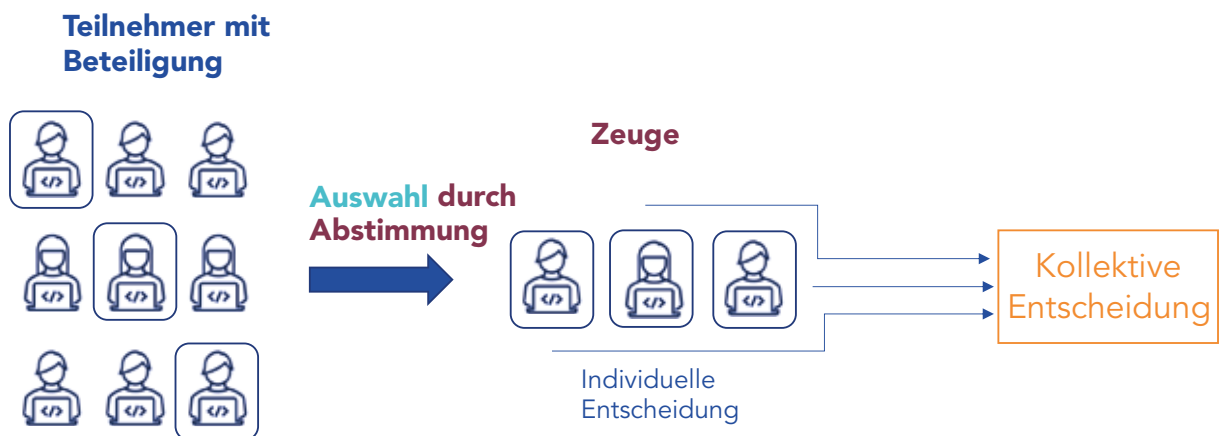 Teilnehmer mit
Beteiligung
Zeuge
Auswahl durch
Abstimmung
Kollektive
Entscheidung
Individuelle
Entscheidung